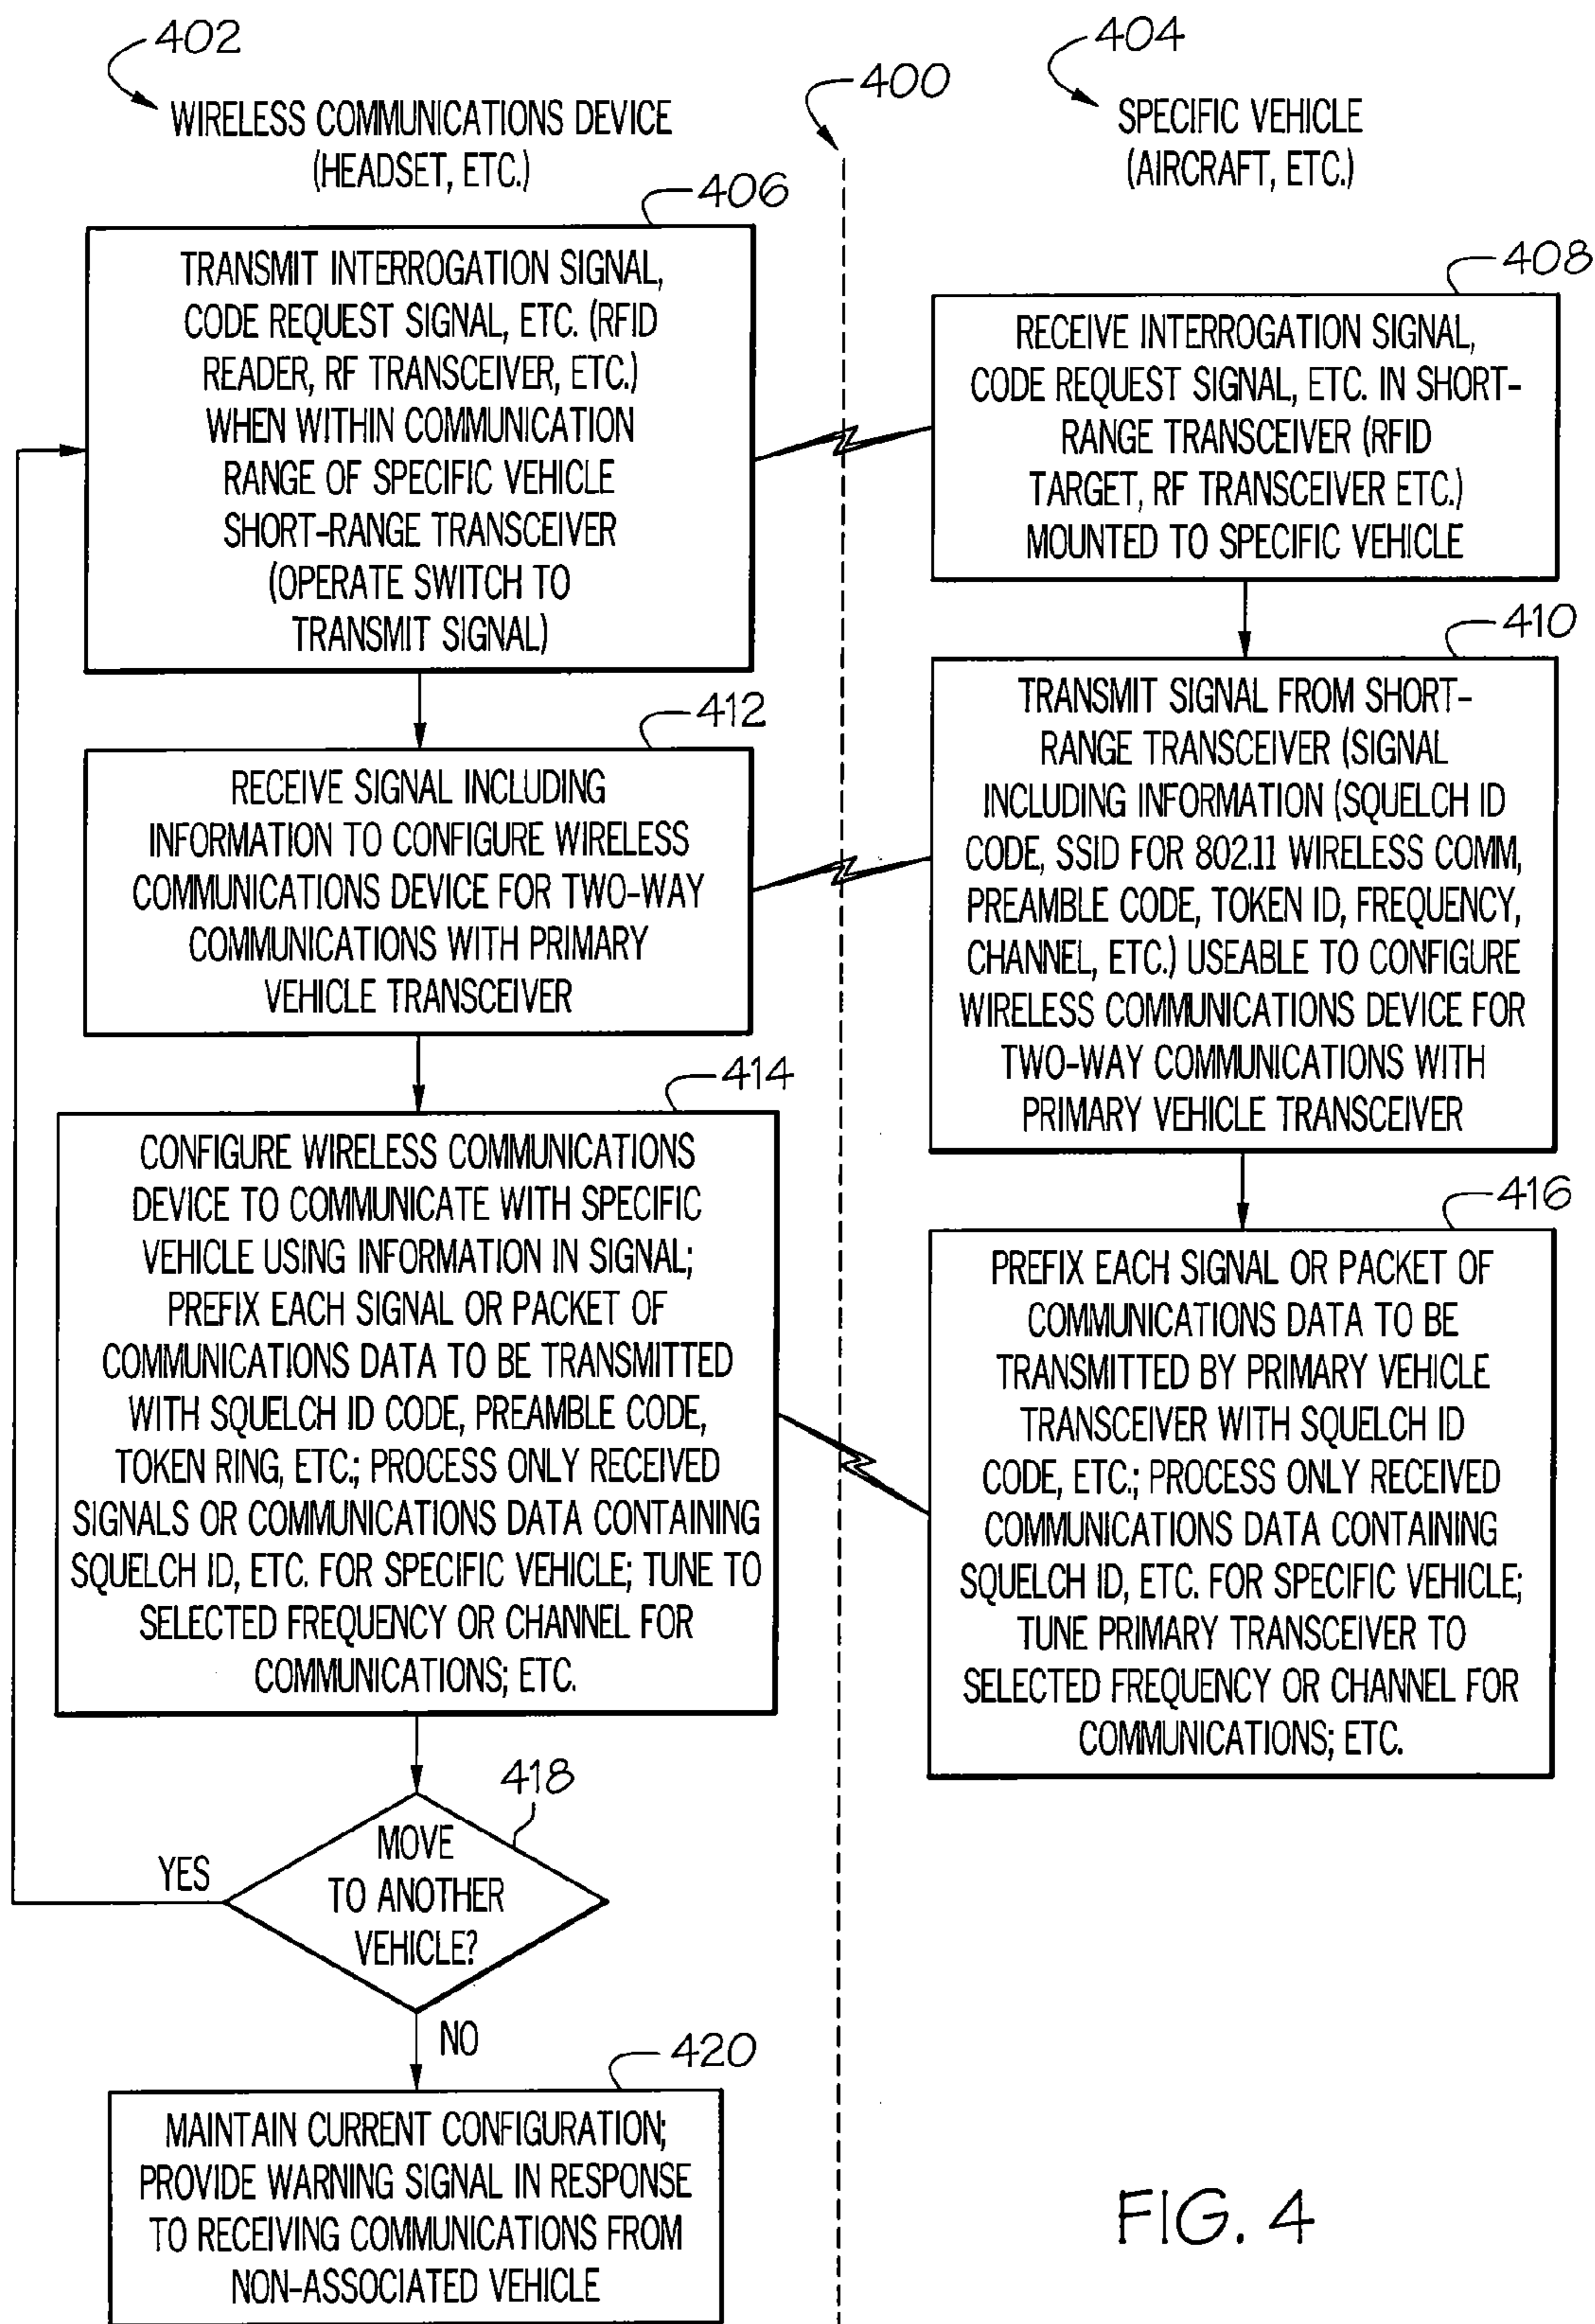 402
WIRELESS COMMUNICATIONS DEVICE
(HEADSET, ETC.)
400
404
SPECIFIC VEHICLE
(AIRCRAFT, ETC.)
406
TRANSMIT INTERROGATION SIGNAL,
CODE REQUEST SIGNAL, ETC. (RFID
READER, RF TRANSCEIVER, ETC.)
WHEN WITHIN COMMUNICATION
RANGE OF SPECIFIC VEHICLE
SHORT-RANGE TRANSCEIVER
(OPERATE SWITCH TO
TRANSMIT SIGNAL)
408
RECEIVE INTERROGATION SIGNAL,
CODE REQUEST SIGNAL, ETC. IN SHORT-
RANGE TRANSCEIVER (RFID
TARGET, RF TRANSCEIVER ETC.)
MOUNTED TO SPECIFIC VEHICLE
410
TRANSMIT SIGNAL FROM SHORT-
RANGE TRANSCEIVER (SIGNAL
INCLUDING INFORMATION (SQUELCH ID
CODE, SSID FOR 802.11 WIRELESS COMM,
PREAMBLE CODE, TOKEN ID, FREQUENCY,
CHANNEL, ETC.) USEABLE TO CONFIGURE
WIRELESS COMMUNICATIONS DEVICE FOR
TWO-WAY COMMUNICATIONS WITH
PRIMARY VEHICLE TRANSCEIVER
412
RECEIVE SIGNAL INCLUDING
INFORMATION TO CONFIGURE WIRELESS
COMMUNICATIONS DEVICE FOR TWO-WAY
COMMUNICATIONS WITH PRIMARY
VEHICLE TRANSCEIVER
414
CONFIGURE WIRELESS COMMUNICATIONS
DEVICE TO COMMUNICATE WITH SPECIFIC
VEHICLE USING INFORMATION IN SIGNAL;
PREFIX EACH SIGNAL OR PACKET OF
COMMUNICATIONS DATA TO BE TRANSMITTED
WITH SQUELCH ID CODE, PREAMBLE CODE,
TOKEN RING, ETC.; PROCESS ONLY RECEIVED
SIGNALS OR COMMUNICATIONS DATA CONTAINING
SQUELCH ID, ETC. FOR SPECIFIC VEHICLE; TUNE TO
SELECTED FREQUENCY OR CHANNEL FOR
COMMUNICATIONS; ETC.
416
PREFIX EACH SIGNAL OR PACKET OF
COMMUNICATIONS DATA TO BE
TRANSMITTED BY PRIMARY VEHICLE
TRANSCEIVER WITH SQUELCH ID
CODE, ETC.; PROCESS ONLY RECEIVED
COMMUNICATIONS DATA CONTAINING
SQUELCH ID, ETC. FOR SPECIFIC VEHICLE;
TUNE PRIMARY TRANSCEIVER TO
SELECTED FREQUENCY OR CHANNEL FOR
COMMUNICATIONS; ETC.
418
MOVE
TO ANOTHER
VEHICLE?
YES
NO
420
MAINTAIN CURRENT CONFIGURATION;
PROVIDE WARNING SIGNAL IN RESPONSE
TO RECEIVING COMMUNICATIONS FROM
NON-ASSOCIATED VEHICLE
FIG. 4